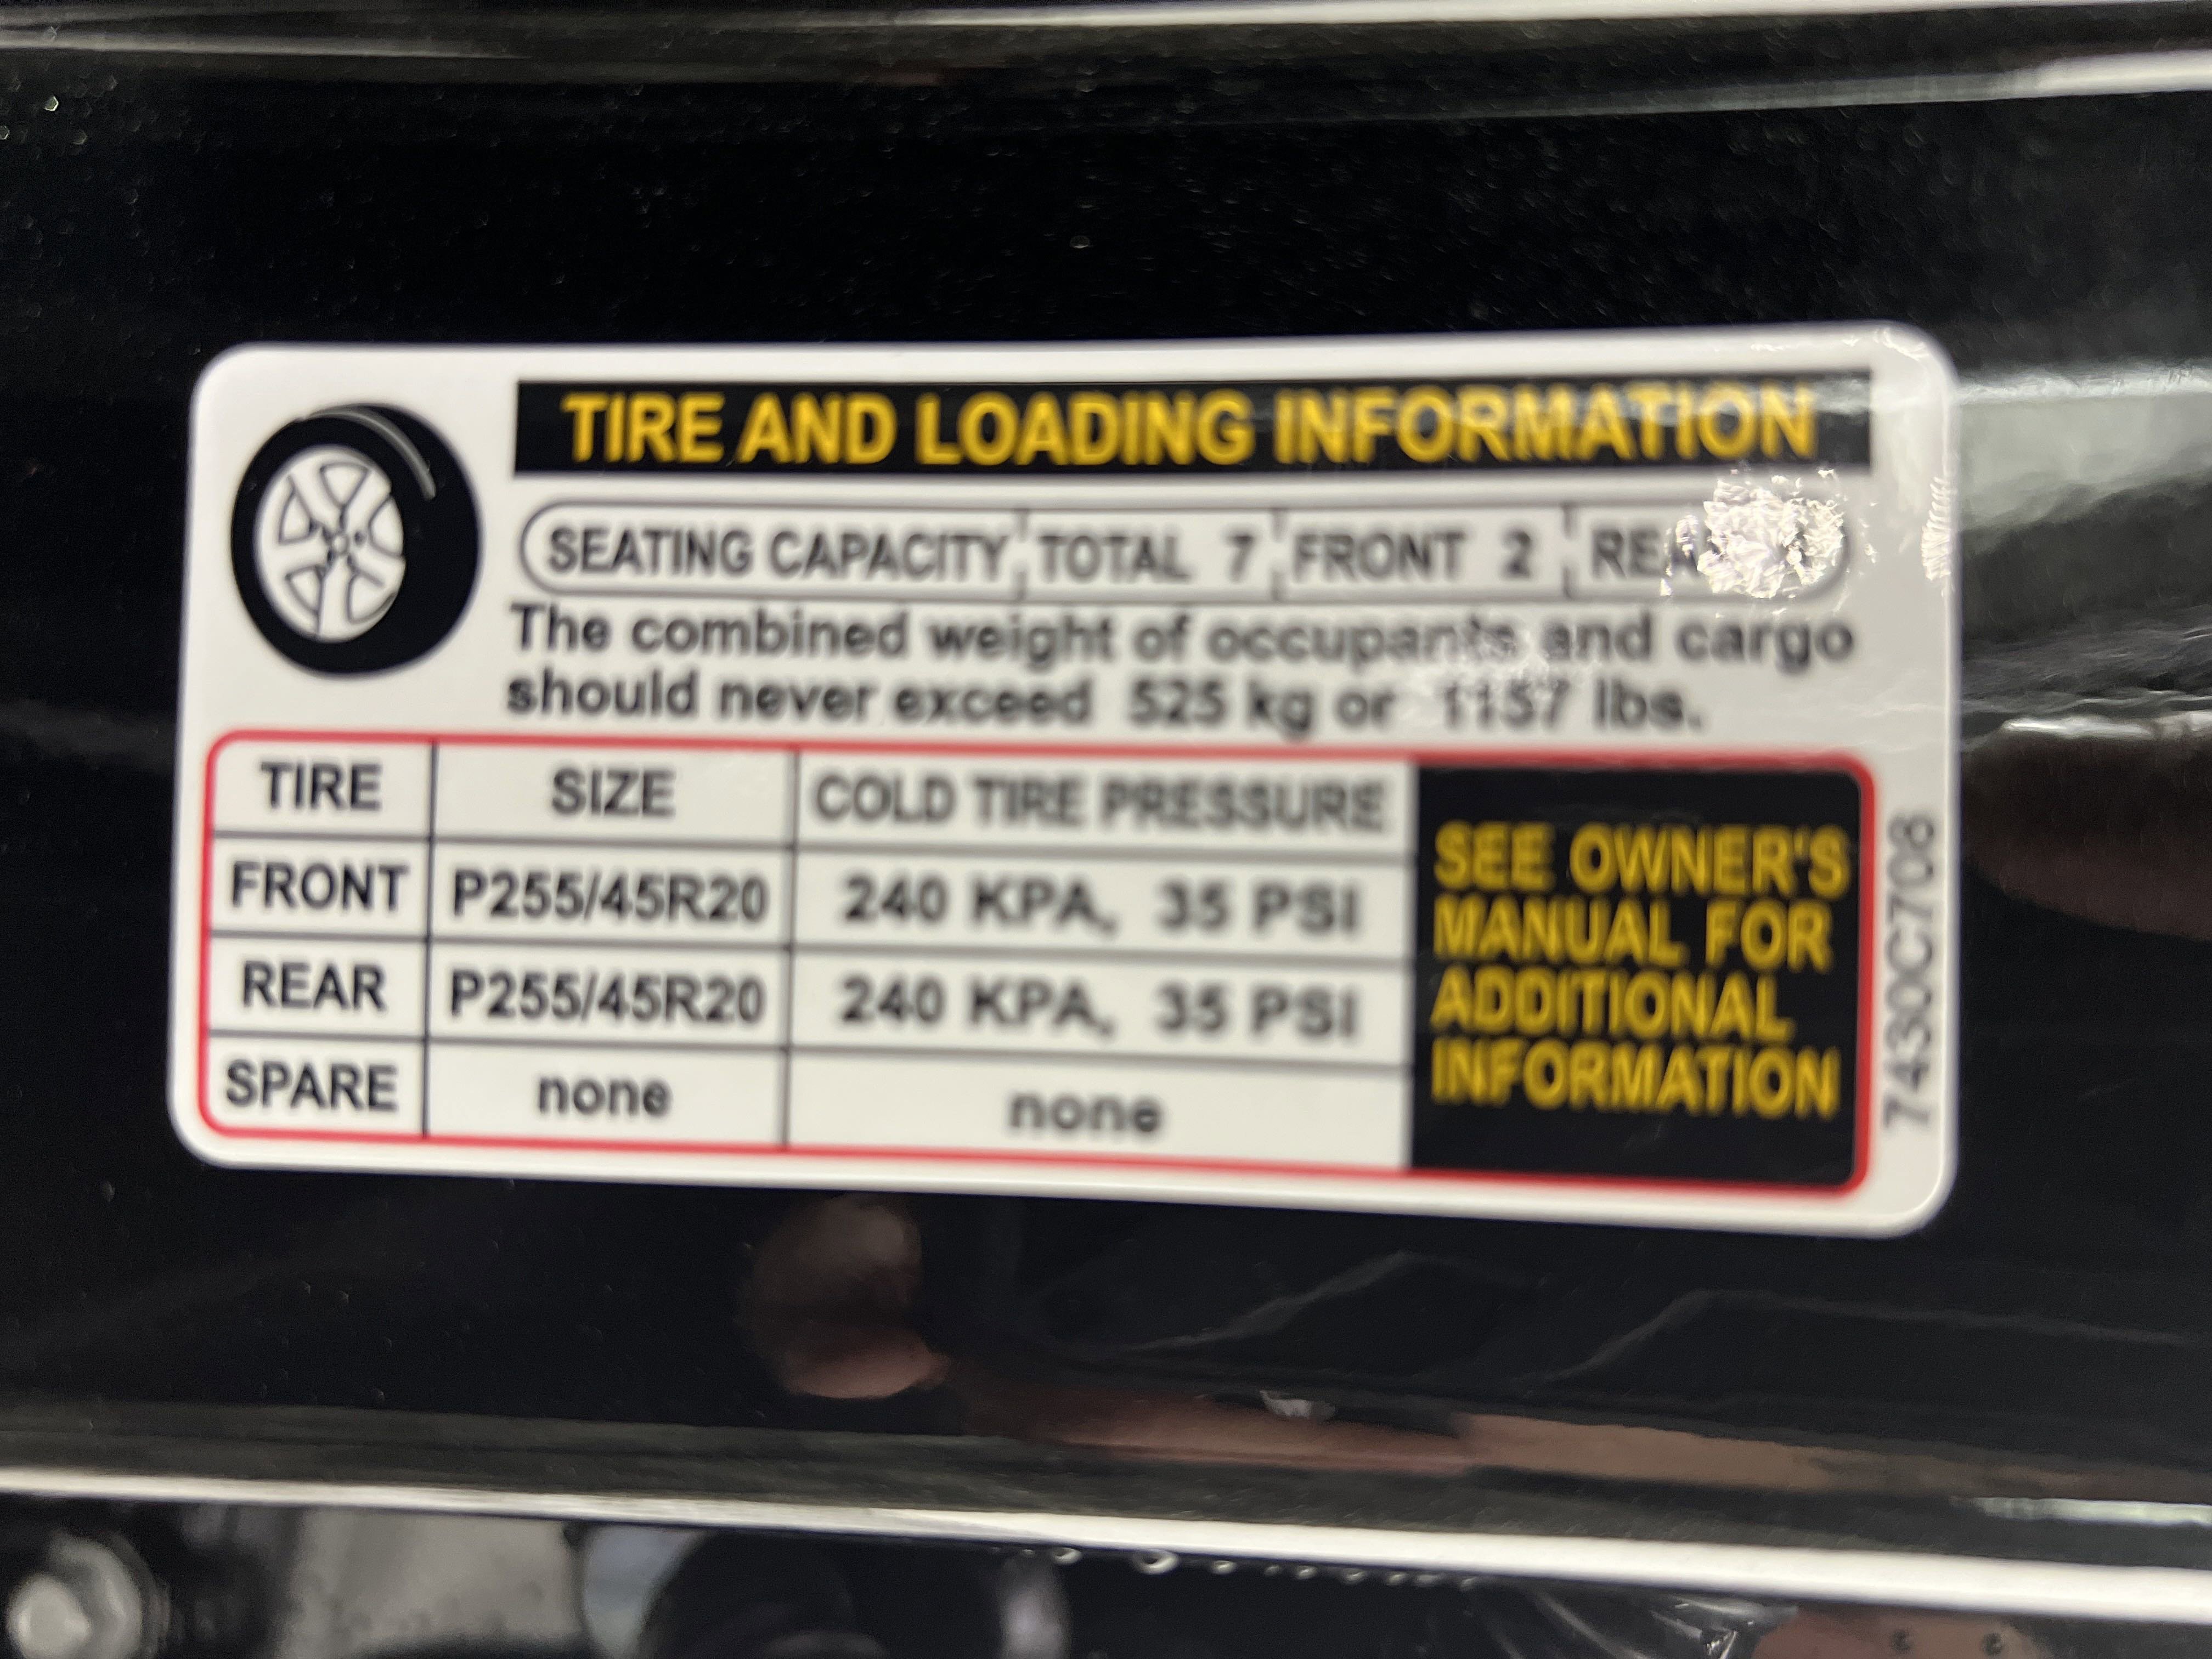 TIRE AND LOADING INFORMATION
SEATING CAPACITY TOTAL 7 FRONT 2
The combined weight of occupants and cargo
should never exceed 525 kg or 1157 lbs.
TIRE SIZE COLD TIRE PRESSURE
FRONT P255/45R20 240 KPA, 35 PSI
REAR P255/45R20 240 KPA, 35 PSI
SPARE none none
SEE OWNER'S
MANUAL FOR
ADDITIONAL
INFORMATION
7430C708